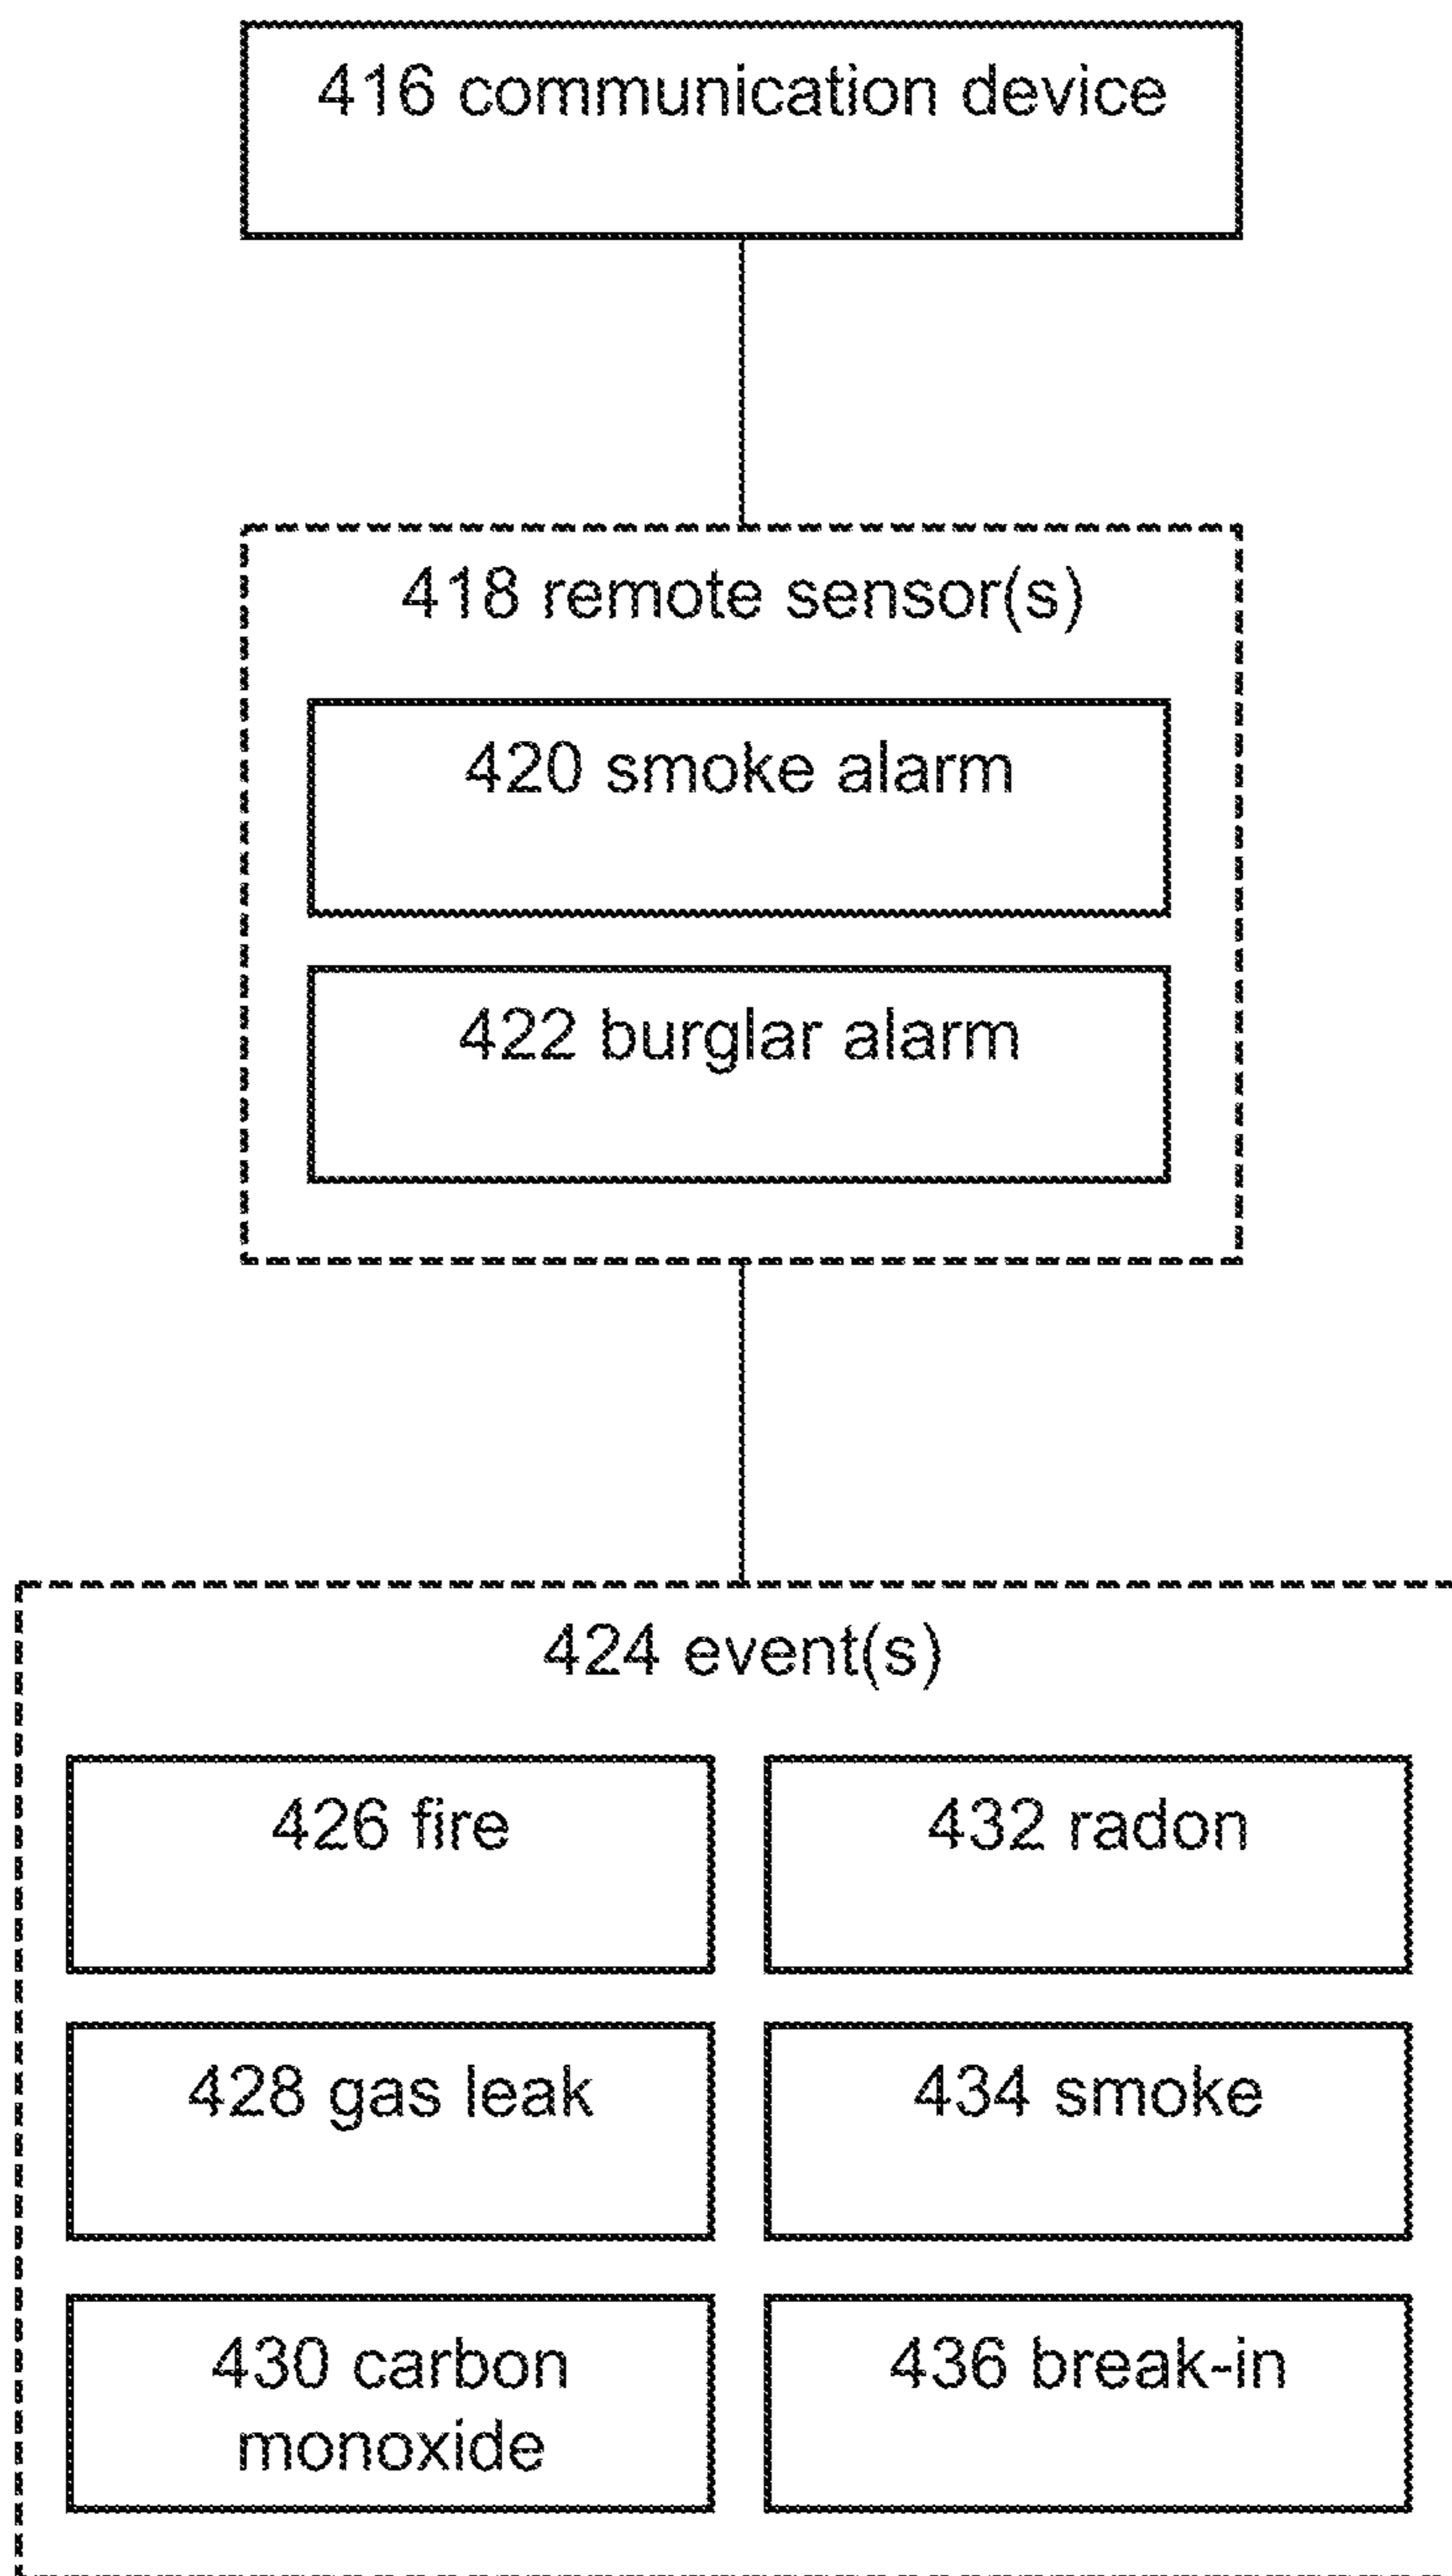 416 communication device
418 remote sensor(s)
420 smoke alarm
422 burglar alarm
424 event(s)
426 fire
432 radon
428 gas leak
434 smoke
430 carbon
monoxide
436 break-in